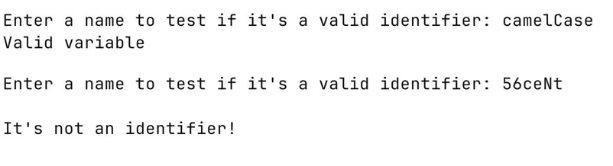 Enter a name to test if it's a valid identifier: camelCase
Valid variable
Enter a name to test if it's a valid identifier: 56ceNt
It's not an identifier!